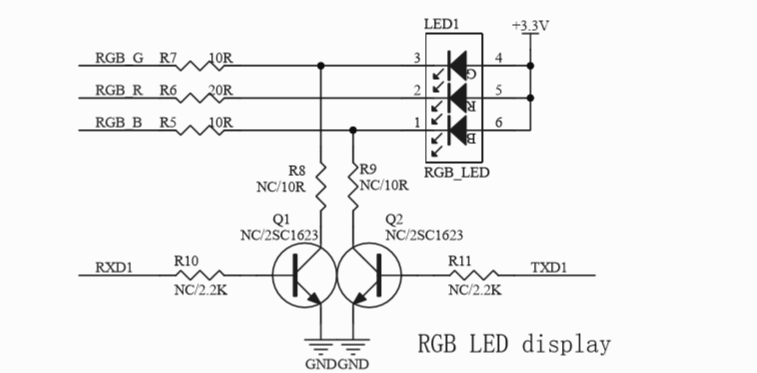 LED1
+3.3V
RGB_G R7 10R 3 G 4
RGB_R R6 20R 2 R 5
RGB_B R5 10R 1 B 6
RGB_LED
R8
NC/10R
R9
NC/10R
Q1
NC/2SC1623
Q2
NC/2SC1623
RXD1
R10
NC/2.2K
R11
NC/2.2K
TXD1
GND GND
RGB LED display